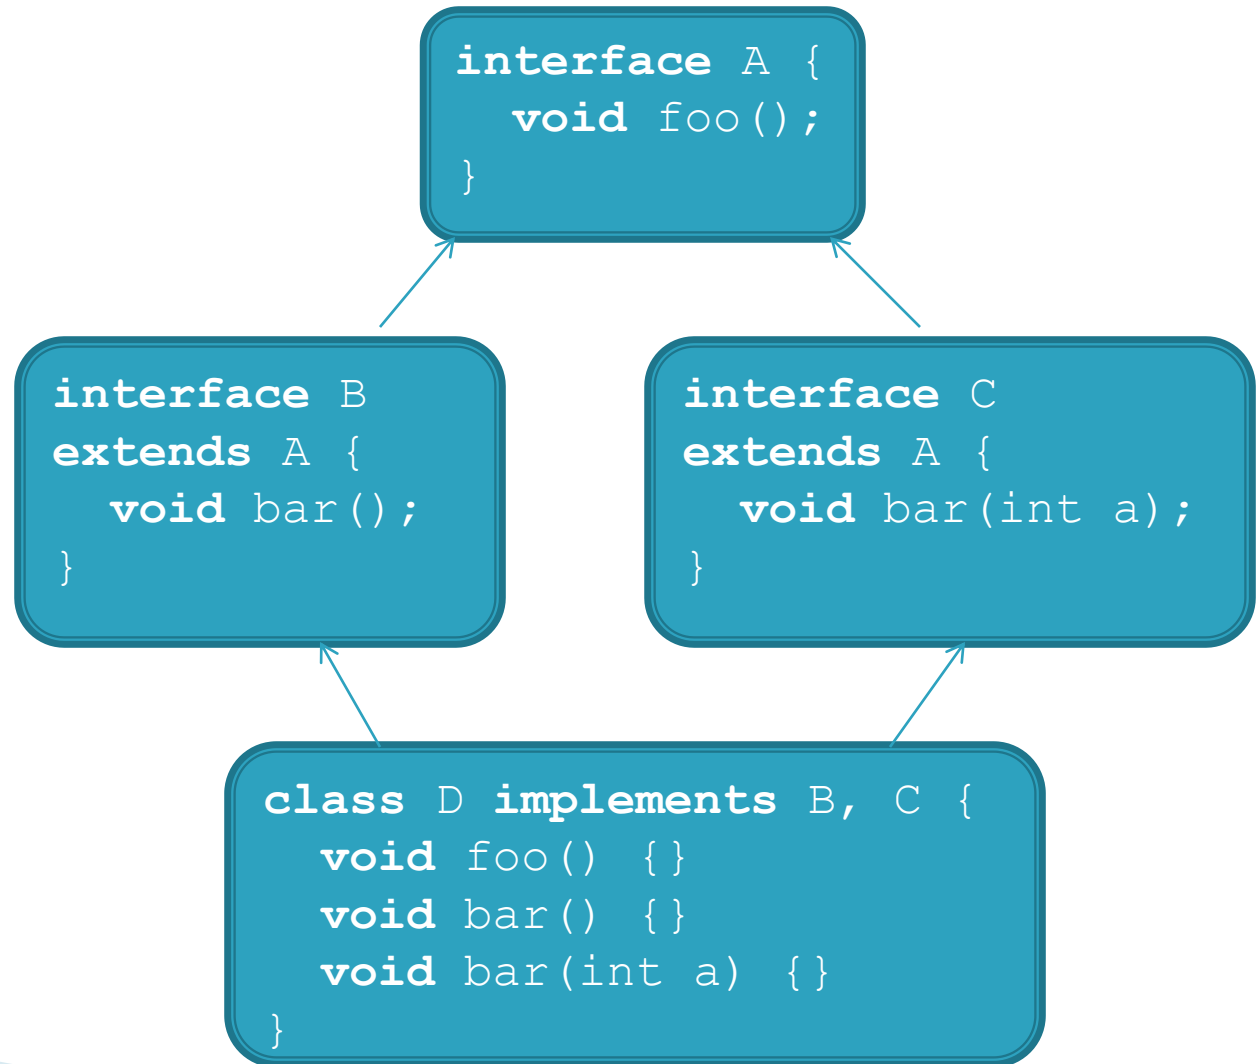 interface A {
  void foo();
}
interface B
extends A {
  void bar();
}
interface C
extends A {
  void bar(int a);
}
class D implements B, C {
  void foo() {}
  void bar() {}
  void bar(int a) {}
}